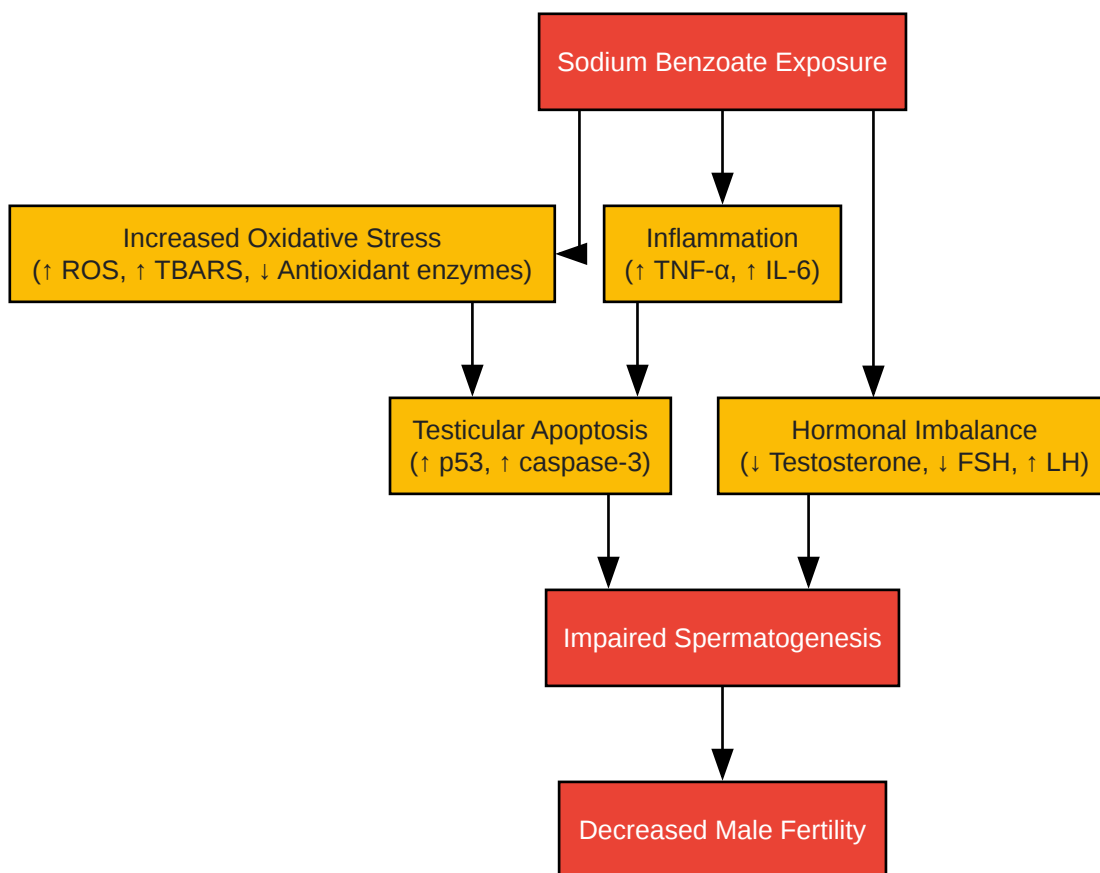 Sodium Benzoate Exposure
Increased Oxidative Stress
(↑ ROS, ↑ TBARS, ↓ Antioxidant enzymes)
Inflammation
(↑ TNF-α, ↑ IL-6)
Testicular Apoptosis
(↑ p53, ↑ caspase-3)
Hormonal Imbalance
(↓ Testosterone, ↓ FSH, ↑ LH)
Impaired Spermatogenesis
Decreased Male Fertility